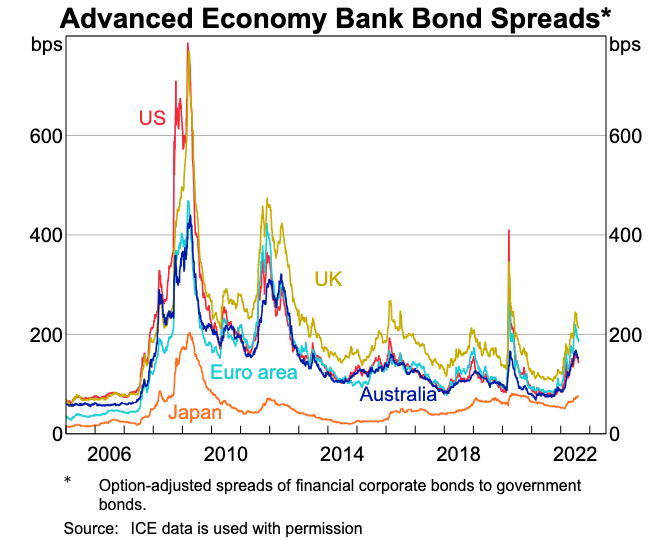 Advanced Economy Bank Bond Spreads*
bps bps
US
600 600
400 400
UK
200 200
Euro area
Australia
Japan
0 0
2006 2010 2014 2018 2022
* Option-adjusted spreads of financial corporate bonds to government
bonds.
Source: ICE data is used with permission